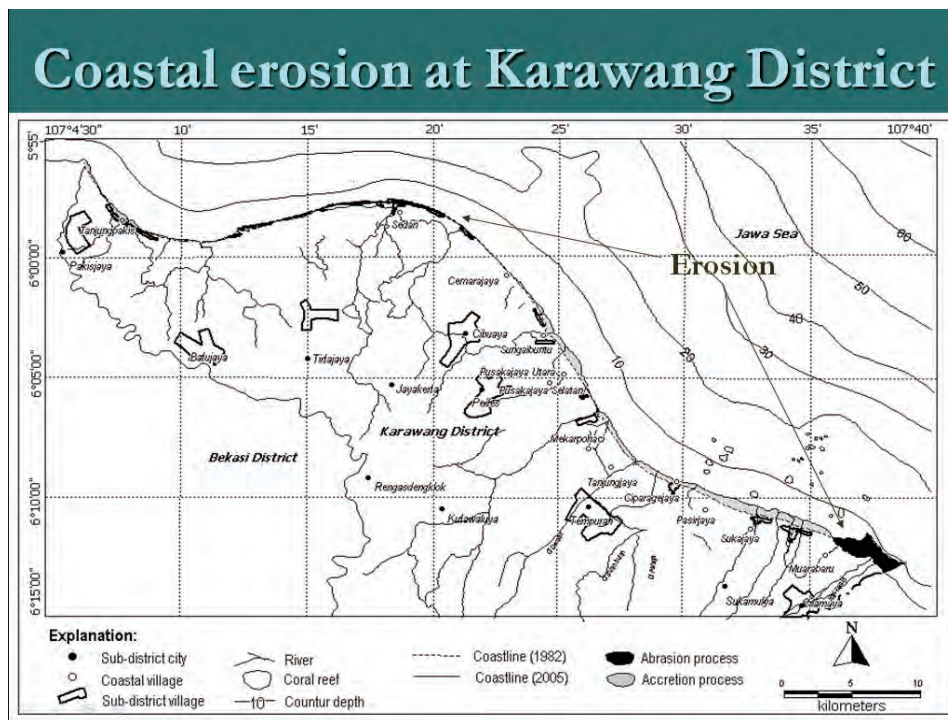 Coastal erosion at Karawang District
107°4'30"
10'
15'
20'
25'
30'
35'
107°40'
5°55'
6°00'00"
6°05'00"
6°10'00"
6°15'00"
Jawa Sea
Erosion
Tanjungpakis
Pakisjaya
Sedari
Cemarajaya
Batujaya
Tirtajaya
Cibuaya
Sungaibuntu
Pusakajaya Utara
Pusakajaya Selatan
Jayakerta
Pedes
Karawang District
Bekasi District
Mekarpohaci
Rengasdengklok
Tanjungjaya
Ciparagejaya
Kutawaluya
Tempuran
Pasirjaya
Sukajaya
Muarabaru
Sukamulya
Cilamaya
10
20
30
40
50
60
Explanation:
Sub-district city
Coastal village
Sub-district village
River
Coral reef
10
Countur depth
Coastline (1982)
Coastline (2005)
Abrasion process
Accretion process
N
0
5
10
kilometers